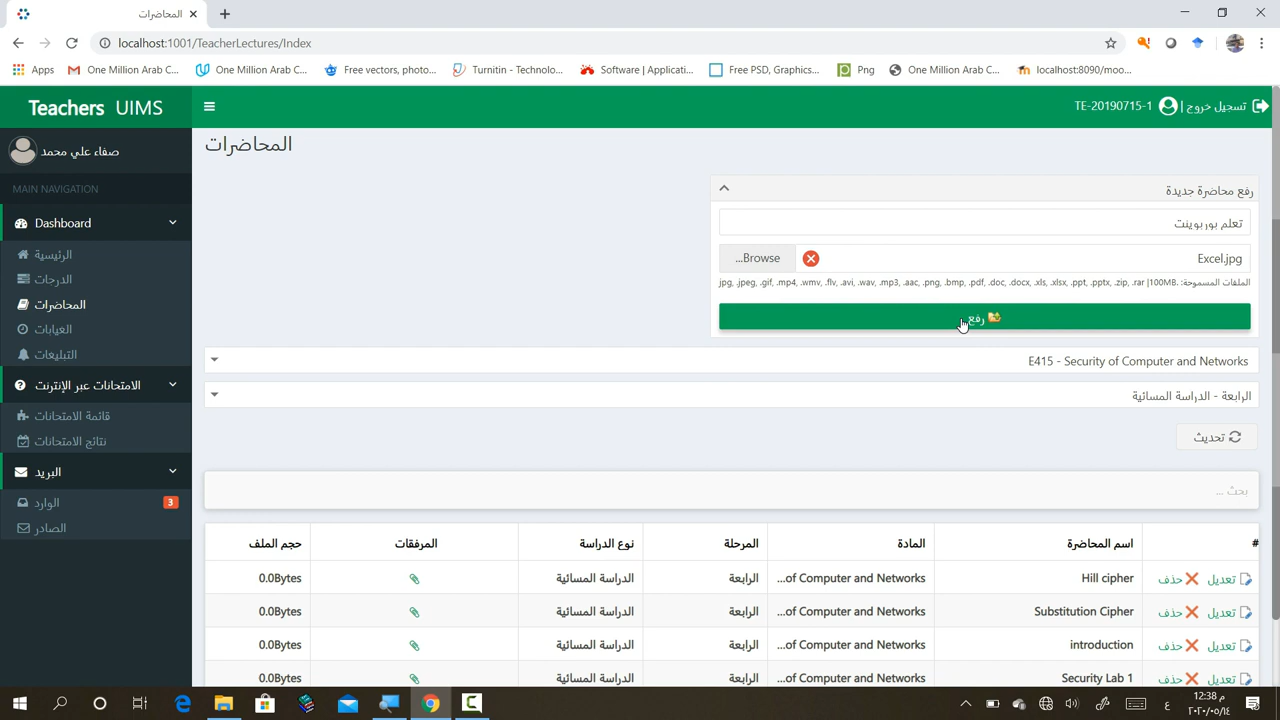 المحاضرات
localhost:1001/TeacherLectures/Index
Apps
One Million Arab C...
One Million Arab C...
Free vectors, photo...
Turnitin - Technolo...
Software | Applicati...
Free PSD, Graphics...
Png
One Million Arab C...
localhost:8090/moo...
Teachers UIMS
تسجيل خروج | TE-20190715-1
صفاء علي محمد
MAIN NAVIGATION
Dashboard
الرئيسية
الدرجات
المحاضرات
الغيابات
التبليغات
الامتحانات عبر الإنترنت
قائمة الامتحانات
نتائج الامتحانات
البريد
الوارد 3
الصادر
المحاضرات
رفع محاضرة جديدة
تعلم بوربوينت
Browse... Excel.jpg
الملفات المسموحة: jpg, .jpeg, .gif, .mp4, .wmv, .flv, .avi, .wav, .mp3, .aac, .png, .bmp, .pdf, .doc, .docx, .xls, .xlsx, .ppt, .pptx, .zip, .rar |100MB.
رفع
E415 - Security of Computer and Networks
الرابعة - الدراسة المسائية
تحديث
بحث ...
# اسم المحاضرة المادة المرحلة نوع الدراسة المرفقات حجم الملف
تعديل حذف Hill cipher ...of Computer and Networks الرابعة الدراسة المسائية 0.0Bytes
تعديل حذف Substitution Cipher ...of Computer and Networks الرابعة الدراسة المسائية 0.0Bytes
تعديل حذف introduction ...of Computer and Networks الرابعة الدراسة المسائية 0.0Bytes
تعديل حذف Security Lab 1 ...of Computer and Networks الرابعة الدراسة المسائية 0.0Bytes
12:38 م
٢٠٢٠/٠٥/١٤